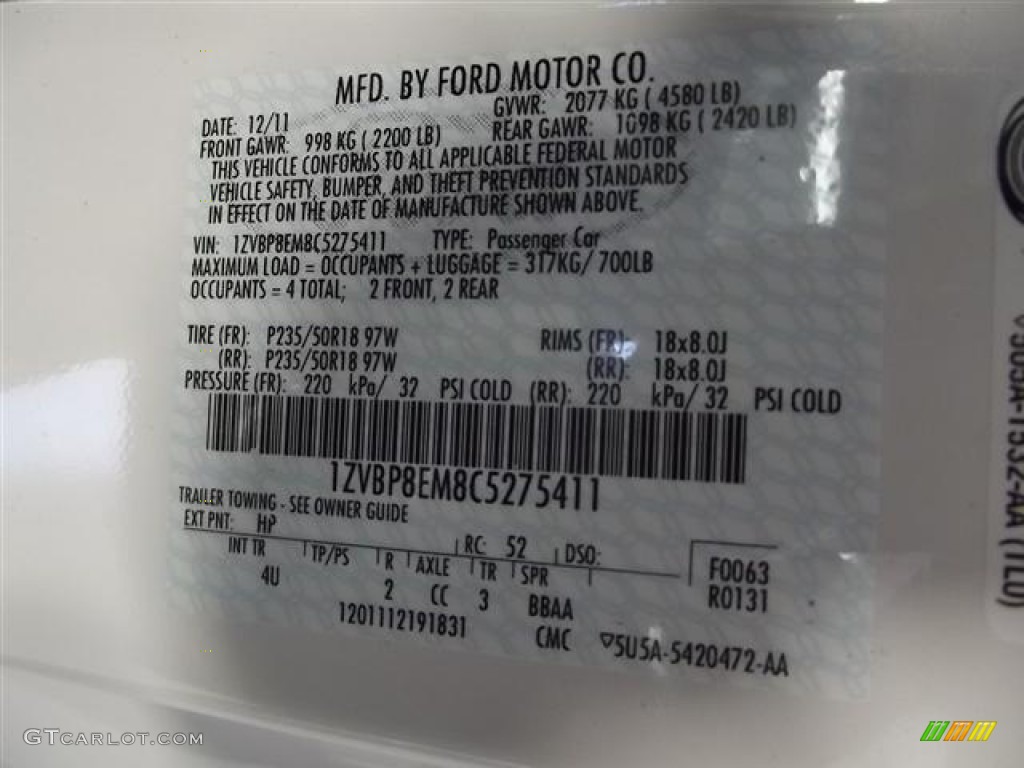 MFD. BY FORD MOTOR CO.
DATE: 12/11 GVWR: 2077 KG ( 4580 LB)
FRONT GAWR: 998 KG ( 2200 LB) REAR GAWR: 1098 KG ( 2420 LB)
THIS VEHICLE CONFORMS TO ALL APPLICABLE FEDERAL MOTOR
VEHICLE SAFETY, BUMPER, AND THEFT PREVENTION STANDARDS
IN EFFECT ON THE DATE OF MANUFACTURE SHOWN ABOVE.
VIN: 1ZVBP8EM8C5275411 TYPE: Passenger Car
MAXIMUM LOAD = OCCUPANTS + LUGGAGE = 317KG/ 700LB
OCCUPANTS = 4 TOTAL; 2 FRONT, 2 REAR
TIRE (FR): P235/50R18 97W RIMS (FR): 18x8.0J
(RR): P235/50R18 97W (RR): 18x8.0J
PRESSURE (FR): 220 kPa/ 32 PSI COLD (RR): 220 kPa/ 32 PSI COLD
1ZVBP8EM8C5275411
TRAILER TOWING - SEE OWNER GUIDE
EXT PNT: HP RC: 52 DSO:
INT TR TP/PS R AXLE TR SPR F0063
4U 2 CC 3 BBAA R0131
1201112191831 CMC ▽5U5A-5420472-AA
GTCARLOT.COM